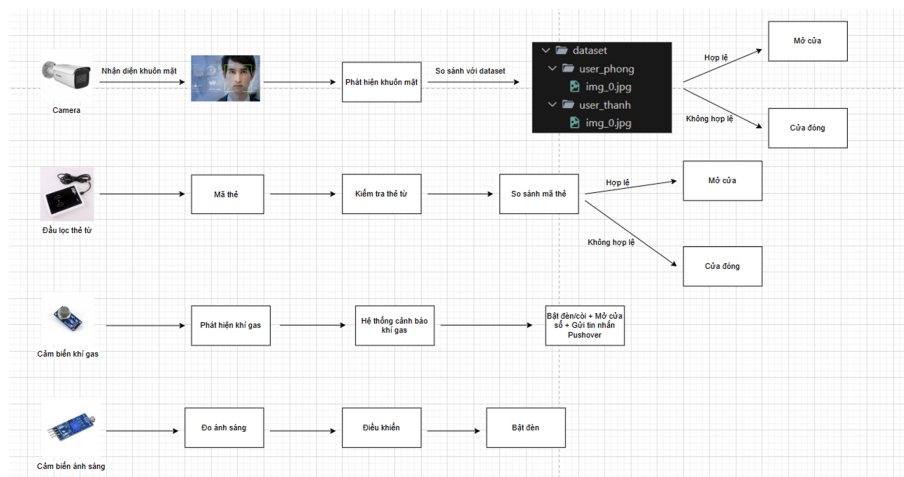 Hợp lệ
Mở cửa
dataset
Nhận diện khuôn mặt
So sánh với dataset
user_phong
Phát hiện khuôn mặt
img_0.jpg
user_thanh
Camera
img_0.jpg
Không hợp lệ
Cửa đóng
Mã thẻ
Kiểm tra thẻ từ
So sánh mã thẻ
Hợp lệ
Mở cửa
Đầu lọc thẻ từ
Không hợp lệ
Cửa đóng
Phát hiện khí gas
Hệ thống cảnh báo
khí gas
Bật đèn/còi + Mở cửa
sổ + Gửi tin nhắn
Pushover
Cảm biến khí gas
Đo ánh sáng
Điều khiển
Bật đèn
Cảm biến ánh sáng